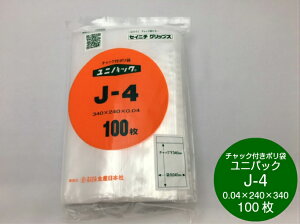 セイニチ グリップス
チャック付きポリ袋
ユニパック
J-4
340×240×0.04
100枚
チャック付きポリ袋
ユニパック
J-4
0.04×240×340
100枚